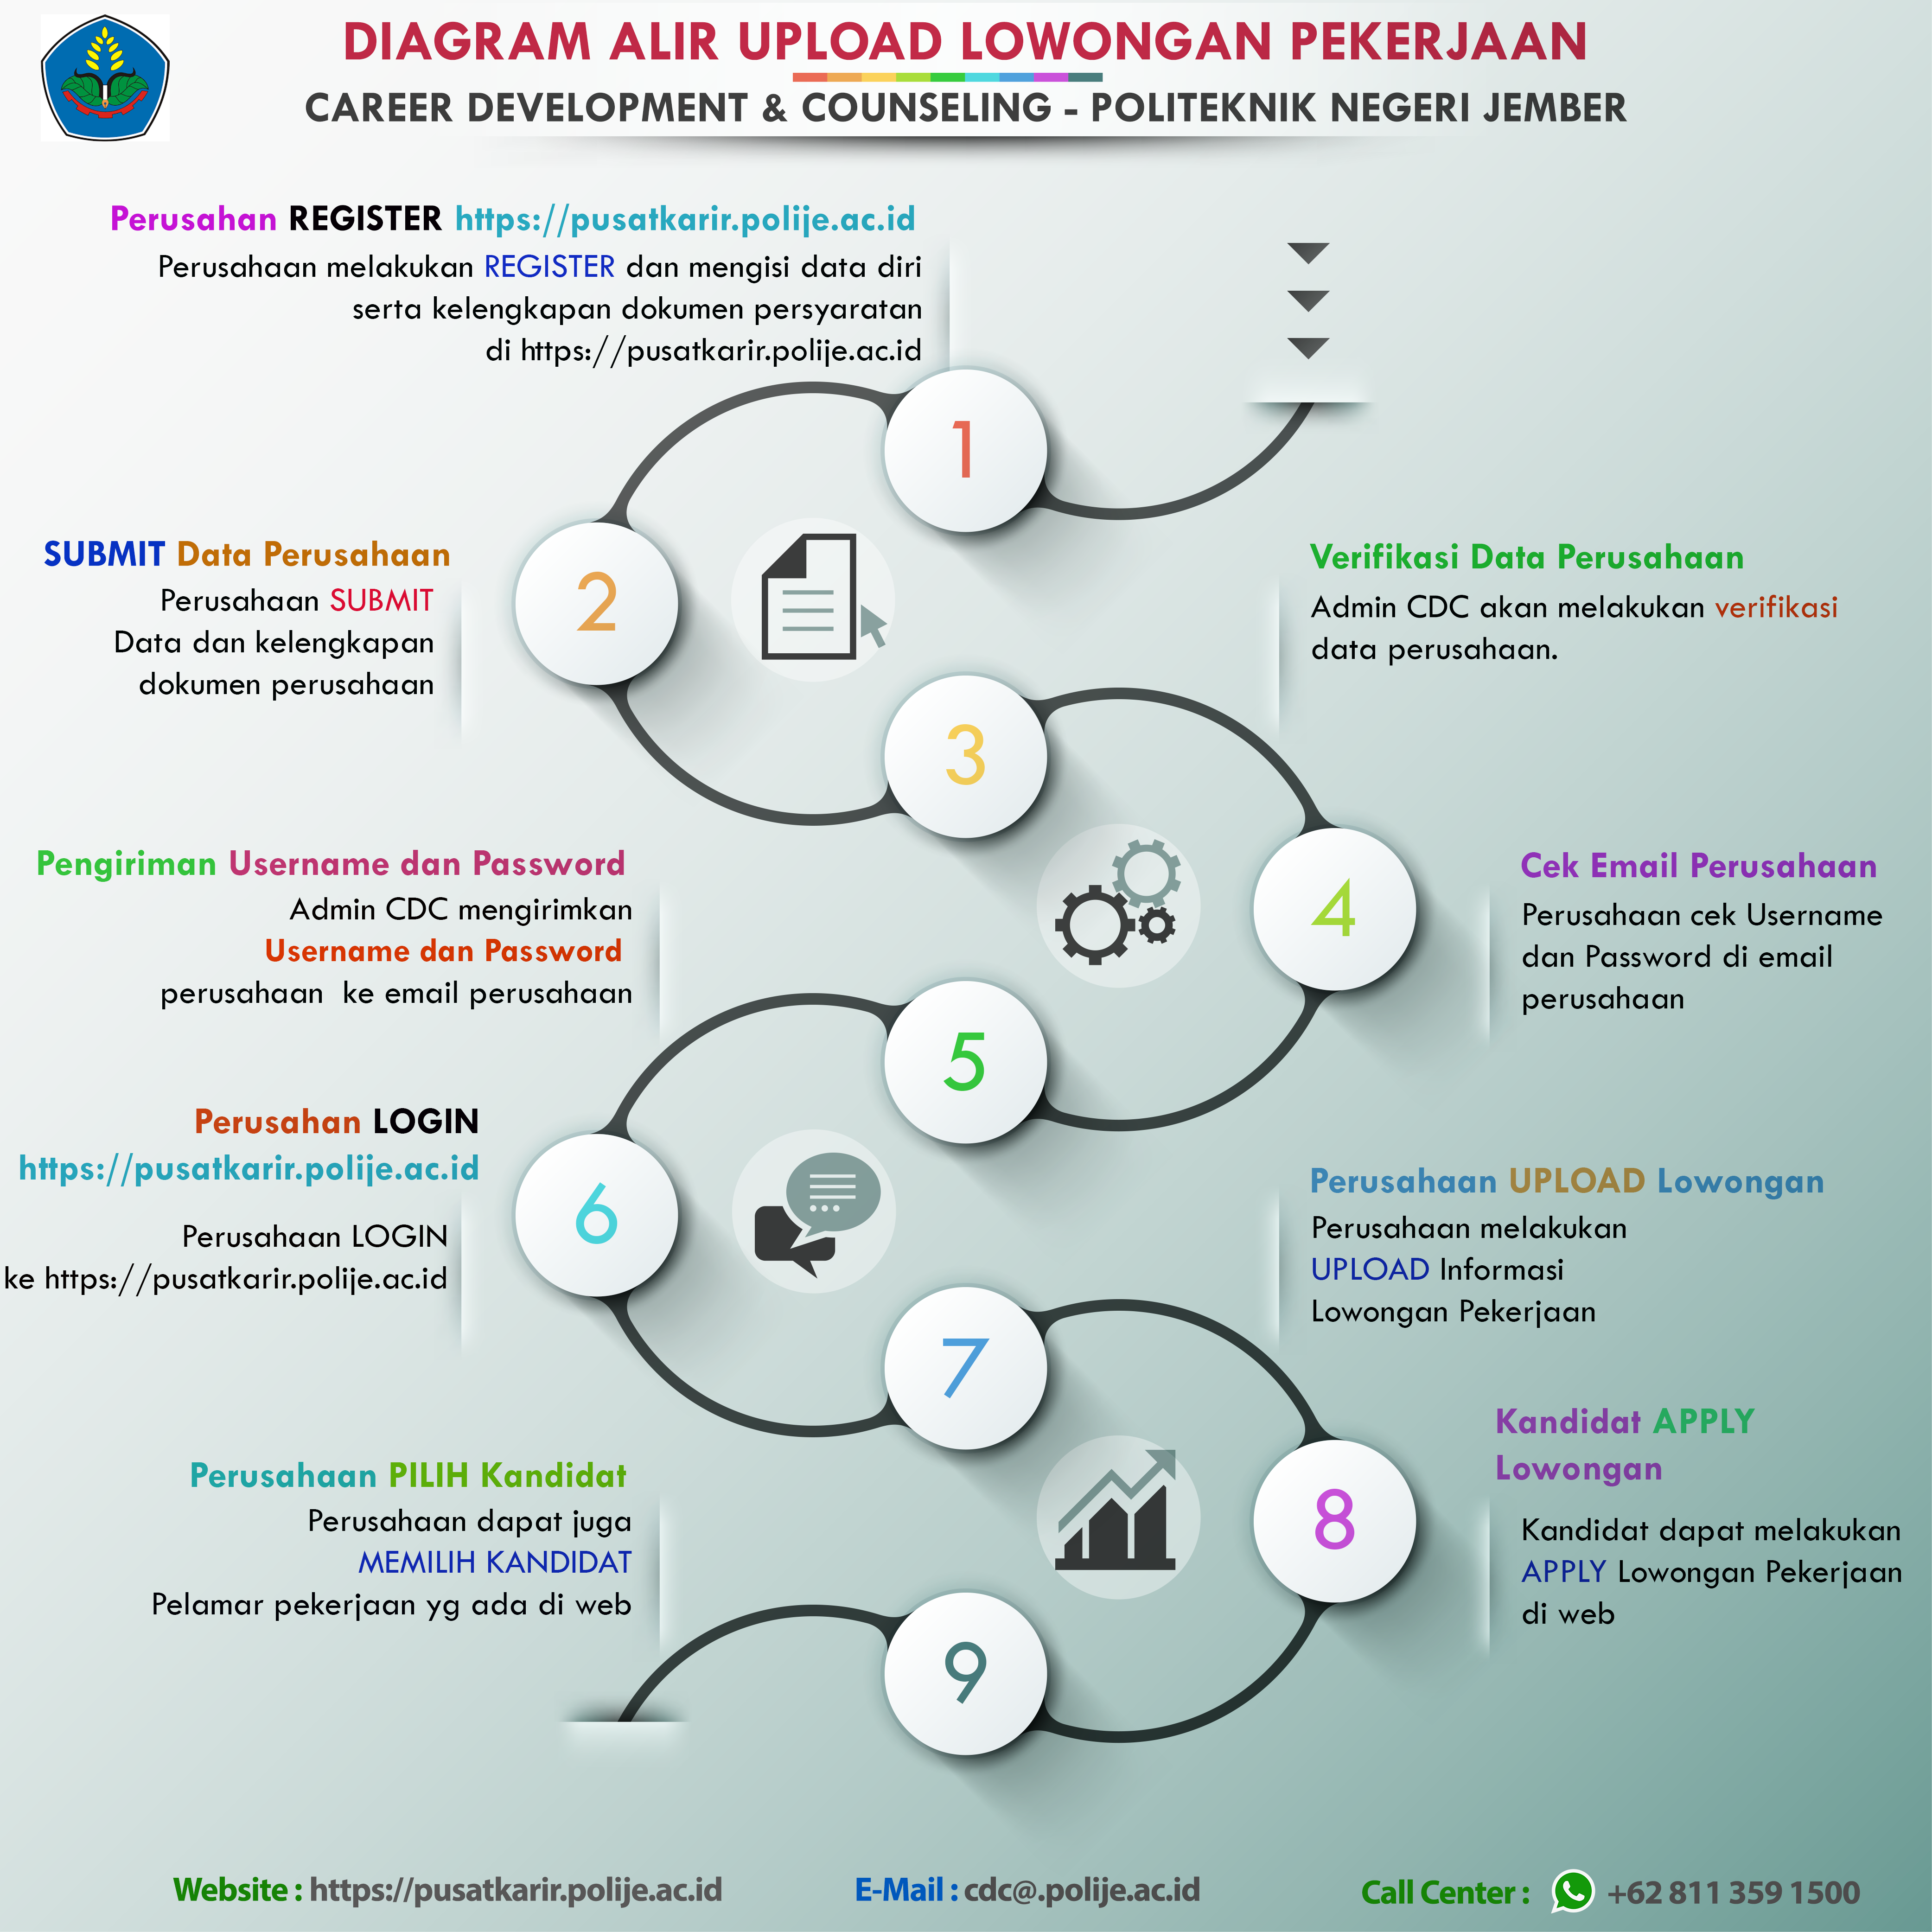 DIAGRAM ALIR UPLOAD LOWONGAN PEKERJAAN
CAREER DEVELOPMENT & COUNSELING - POLITEKNIK NEGERI JEMBER
Perusahan REGISTER https://pusatkarir.polije.ac.id
Perusahaan melakukan REGISTER dan mengisi data diri
serta kelengkapan dokumen persyaratan
di https://pusatkarir.polije.ac.id
1
SUBMIT Data Perusahaan
Perusahaan SUBMIT
Data dan kelengkapan
dokumen perusahaan
2
Verifikasi Data Perusahaan
Admin CDC akan melakukan verifikasi
data perusahaan.
3
Pengiriman Username dan Password
Admin CDC mengirimkan
Username dan Password
perusahaan ke email perusahaan
4
Cek Email Perusahaan
Perusahaan cek Username
dan Password di email
perusahaan
5
Perusahan LOGIN
https://pusatkarir.polije.ac.id
Perusahaan LOGIN
ke https://pusatkarir.polije.ac.id
6
Perusahaan UPLOAD Lowongan
Perusahaan melakukan
UPLOAD Informasi
Lowongan Pekerjaan
7
Kandidat APPLY
Lowongan
Kandidat dapat melakukan
APPLY Lowongan Pekerjaan
di web
8
Perusahaan PILIH Kandidat
Perusahaan dapat juga
MEMILIH KANDIDAT
Pelamar pekerjaan yg ada di web
9
Website : https://pusatkarir.polije.ac.id
E-Mail : cdc@.polije.ac.id
Call Center : +62 811 359 1500